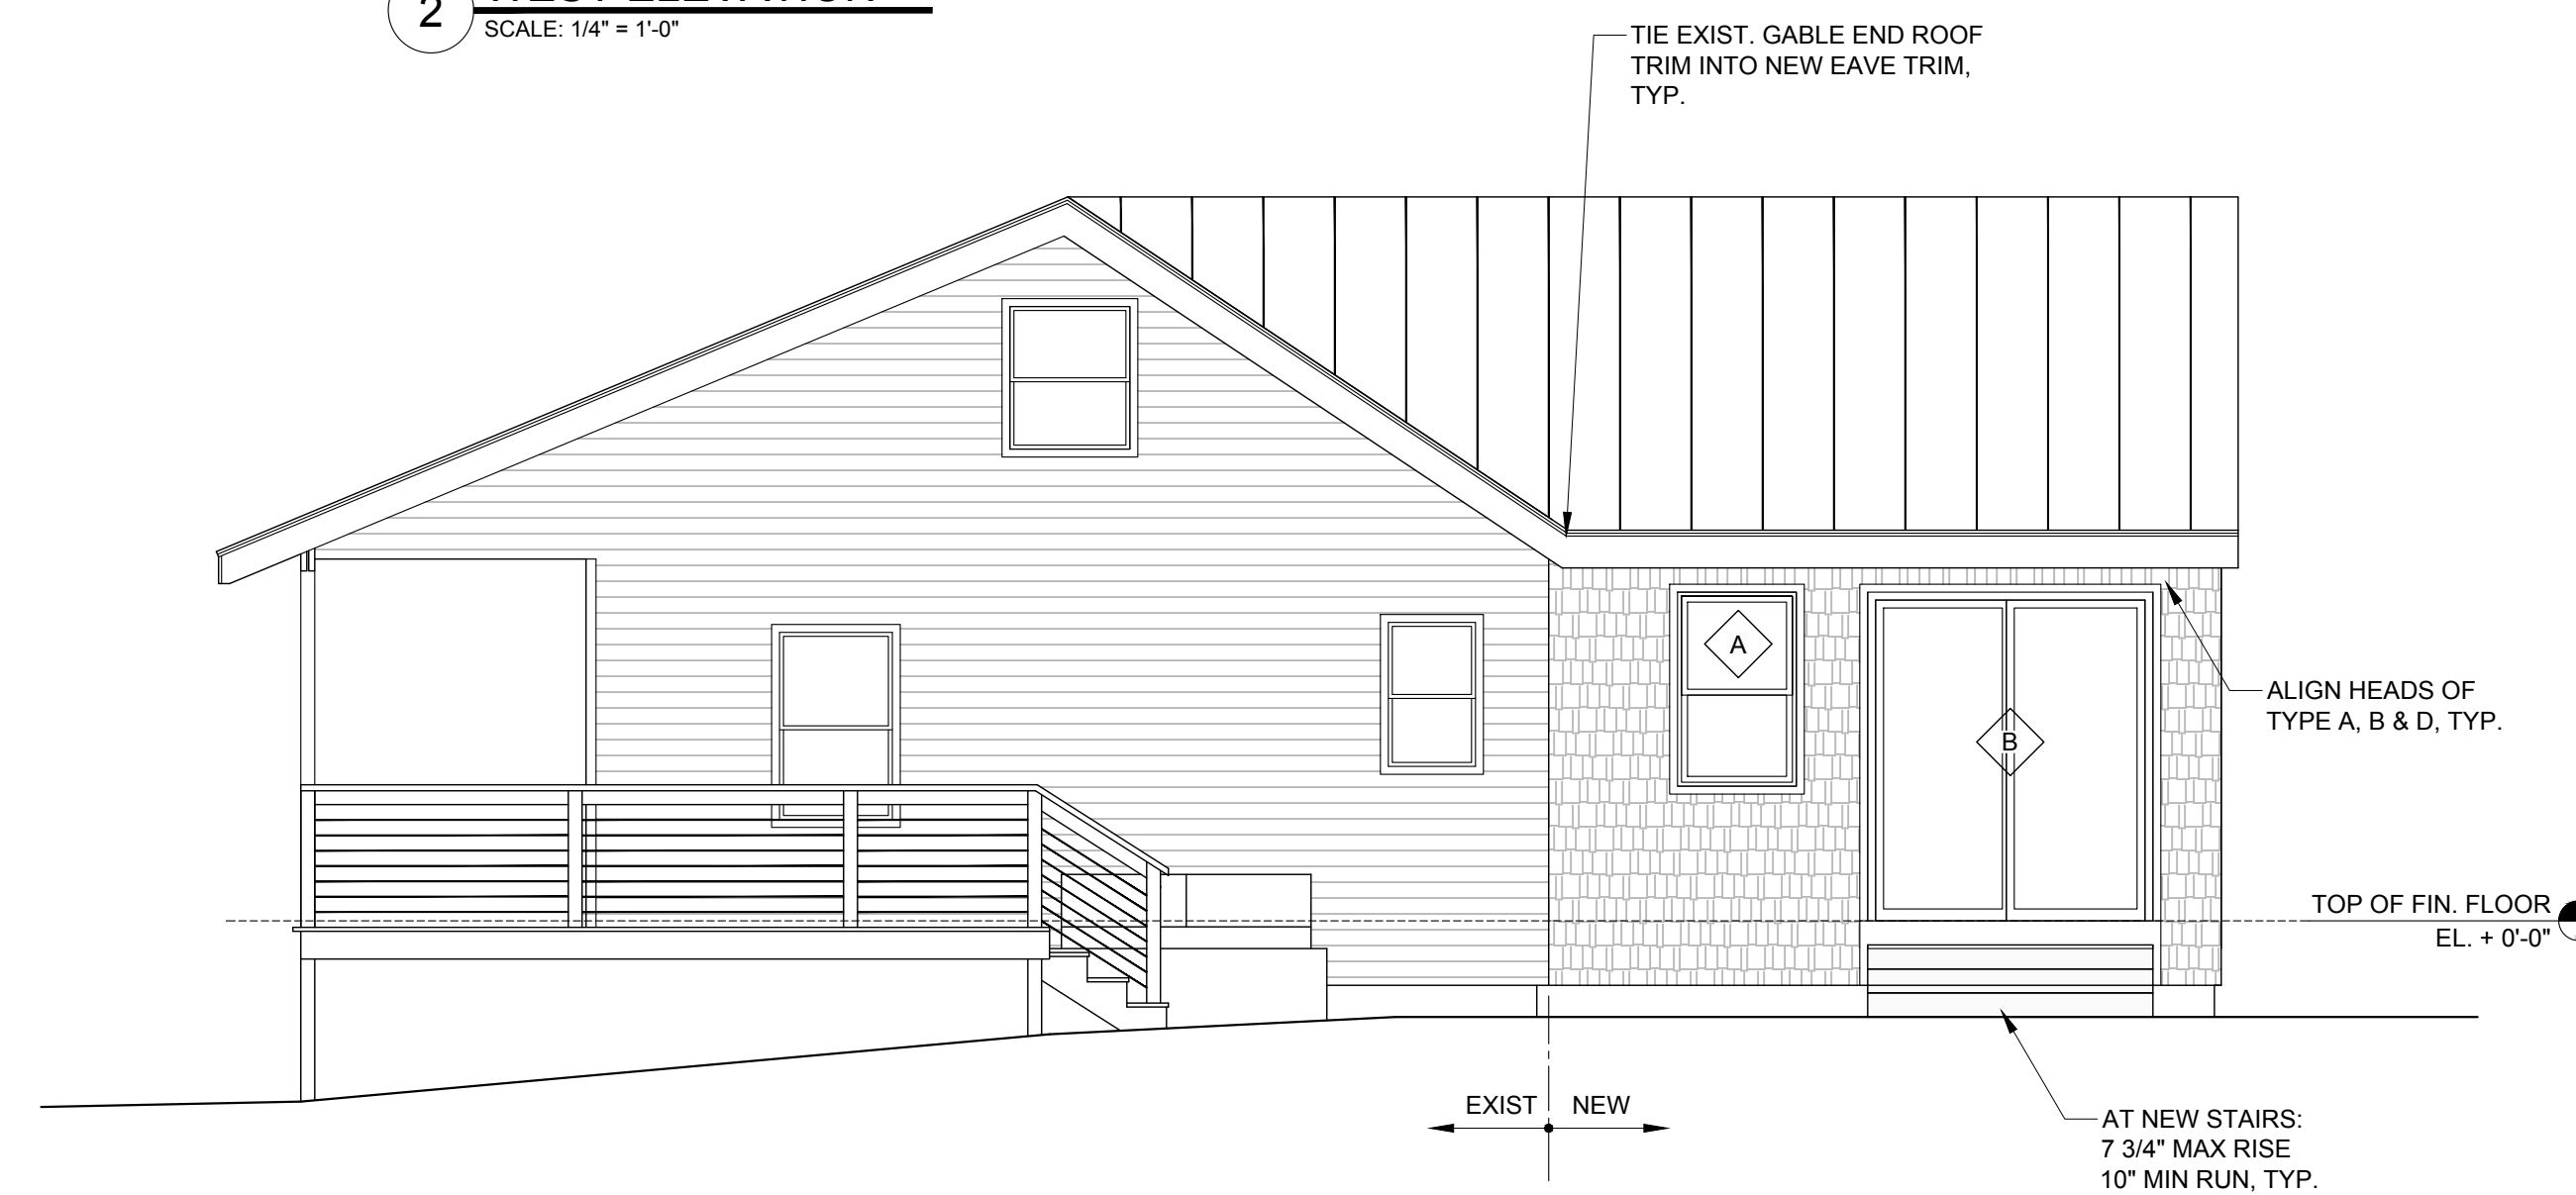 2
SCALE: 1/4" = 1'-0"
TIE EXIST. GABLE END ROOF
TRIM INTO NEW EAVE TRIM,
TYP.
A
B
ALIGN HEADS OF
TYPE A, B & D, TYP.
TOP OF FIN. FLOOR
EL. + 0'-0"
EXIST
NEW
AT NEW STAIRS:
7 3/4" MAX RISE
10" MIN RUN, TYP.